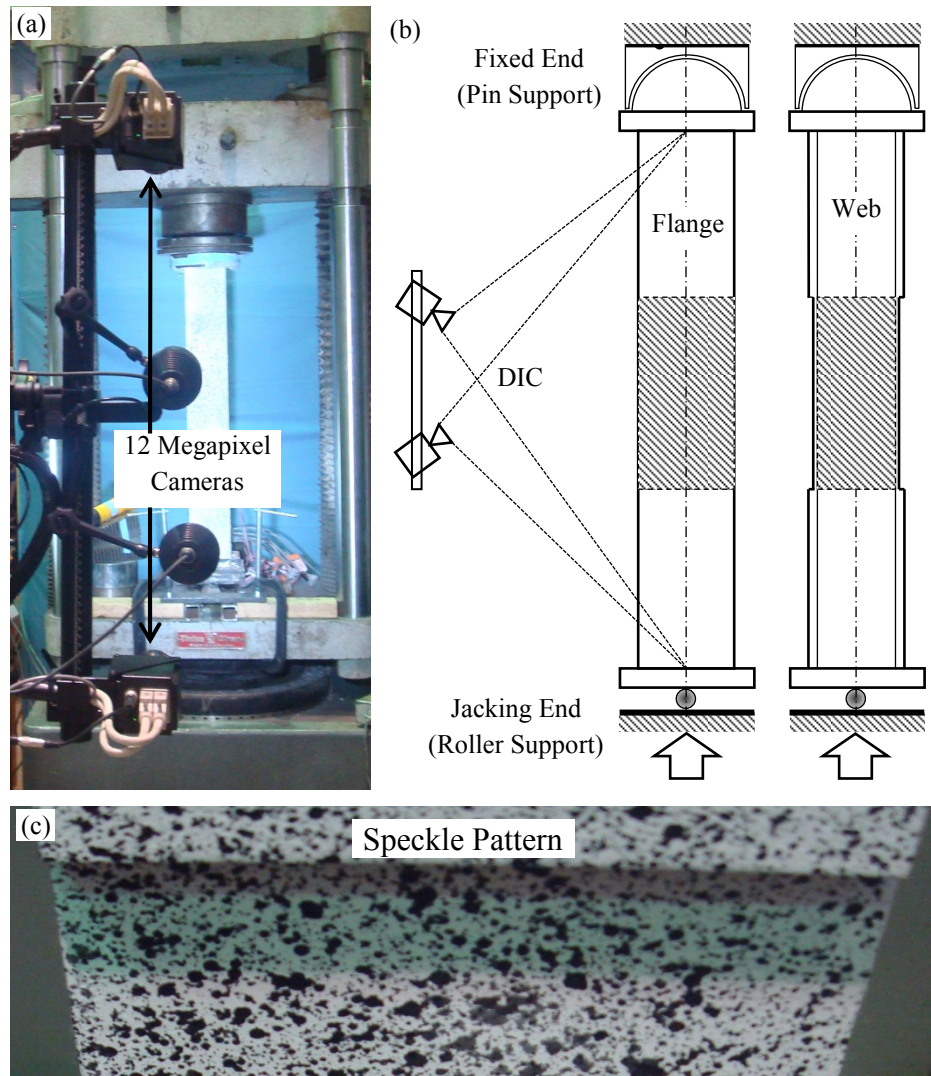 (a)
12 Megapixel
Cameras
(b)
Fixed End
(Pin Support)
Flange
Web
DIC
Jacking End
(Roller Support)
(c)
Speckle Pattern